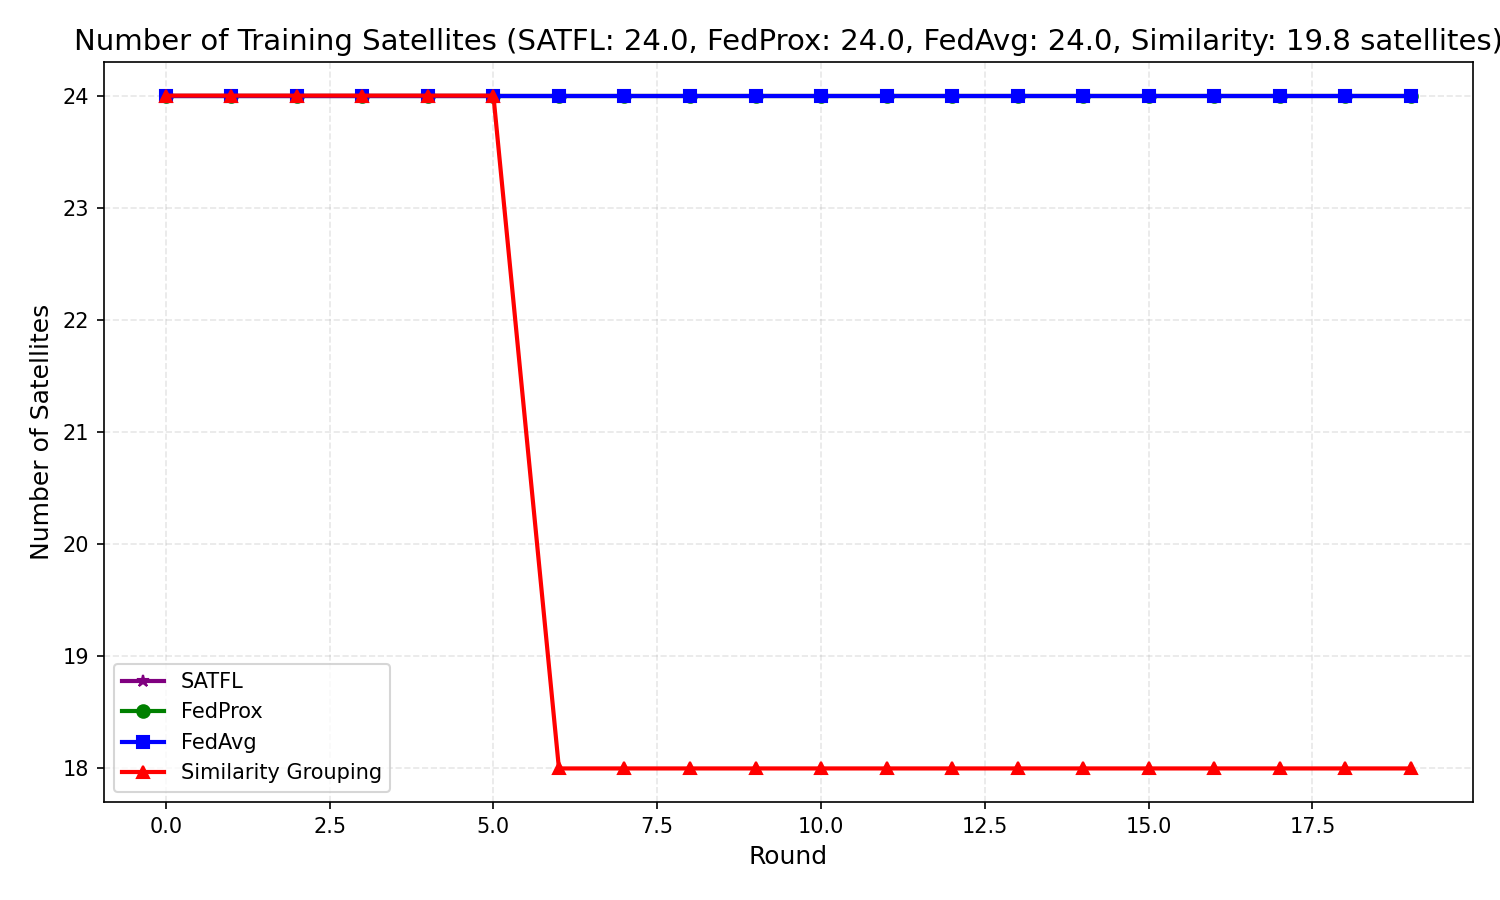 Number of Training Satellites (SATFL: 24.0, FedProx: 24.0, FedAvg: 24.0, Similarity: 19.8 satellites)
Number of Satellites
24
23
22
21
20
19
18
SATFL
FedProx
FedAvg
Similarity Grouping
0.0 2.5 5.0 7.5 10.0 12.5 15.0 17.5
Round